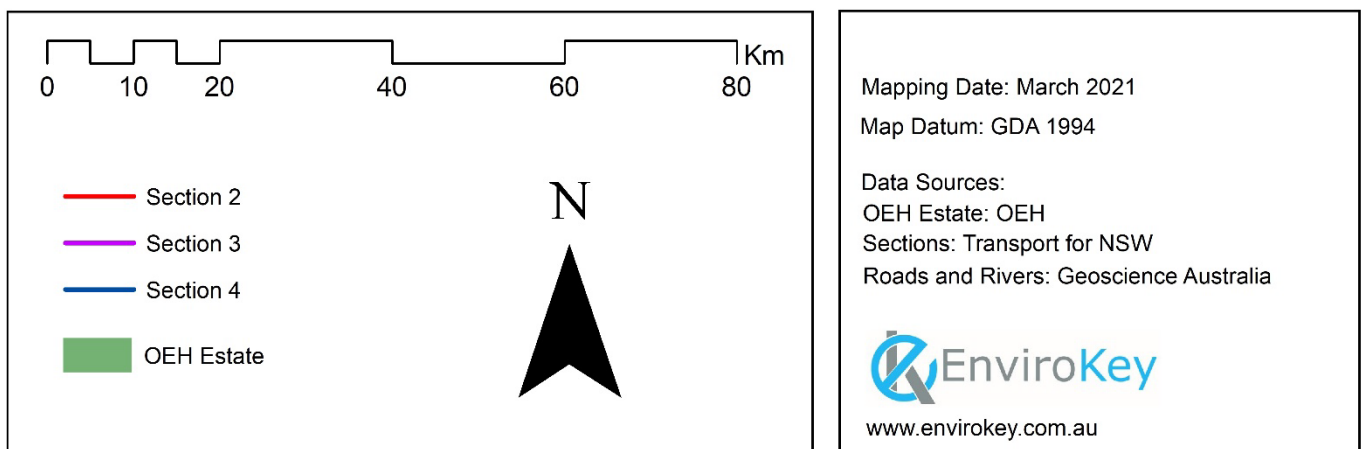 Km
0 10 20 40 60 80
Section 2
Section 3
Section 4
OEH Estate
N
Mapping Date: March 2021
Map Datum: GDA 1994
Data Sources:
OEH Estate: OEH
Sections: Transport for NSW
Roads and Rivers: Geoscience Australia
EnviroKey
www.envirokey.com.au